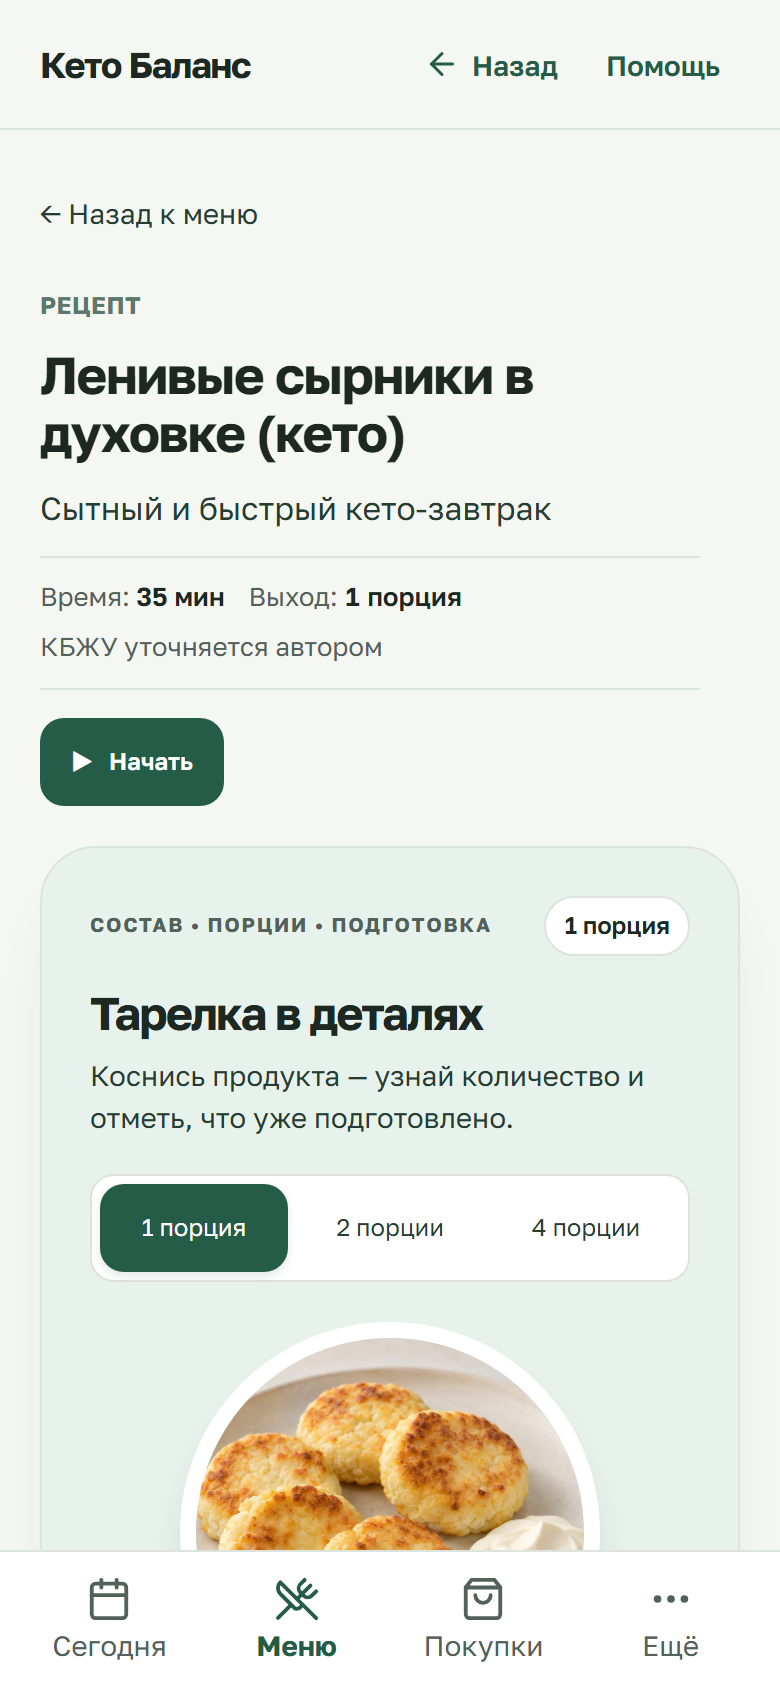 Кето Баланс
← Назад
Помощь
← Назад к меню
РЕЦЕПТ
Ленивые сырники в
духовке (кето)
Сытный и быстрый кето-завтрак
Время: 35 мин Выход: 1 порция
КБЖУ уточняется автором
▶ Начать
СОСТАВ • ПОРЦИИ • ПОДГОТОВКА
1 порция
Тарелка в деталях
Коснись продукта — узнай количество и
отметь, что уже подготовлено.
1 порция
2 порции
4 порции
Сегодня
Меню
Покупки
Ещё